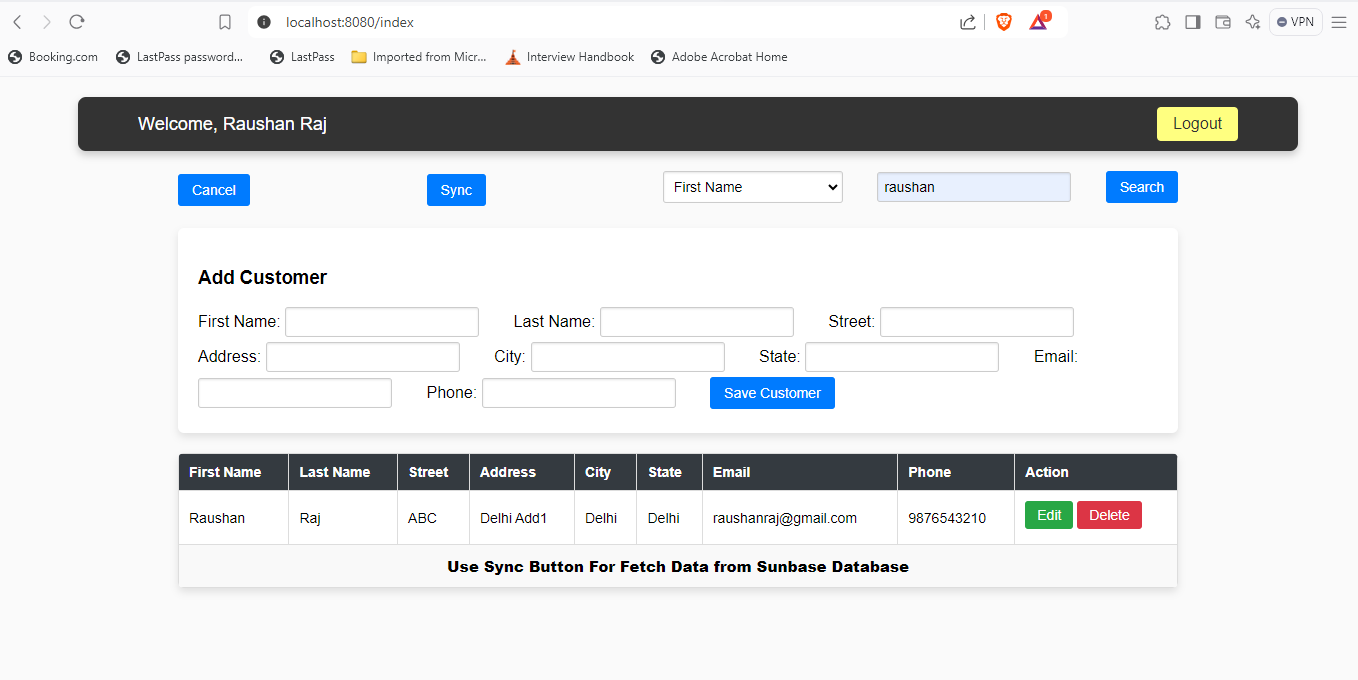 localhost:8080/index
1
VPN
Booking.com LastPass password... LastPass Imported from Micr... Interview Handbook Adobe Acrobat Home
Welcome, Raushan Raj Logout
Cancel Sync First Name raushan Search
Add Customer
First Name: Last Name: Street:
Address: City: State: Email:
Phone: Save Customer
First Name Last Name Street Address City State Email Phone Action
Raushan Raj ABC Delhi Add1 Delhi Delhi raushanraj@gmail.com 9876543210 Edit Delete
Use Sync Button For Fetch Data from Sunbase Database